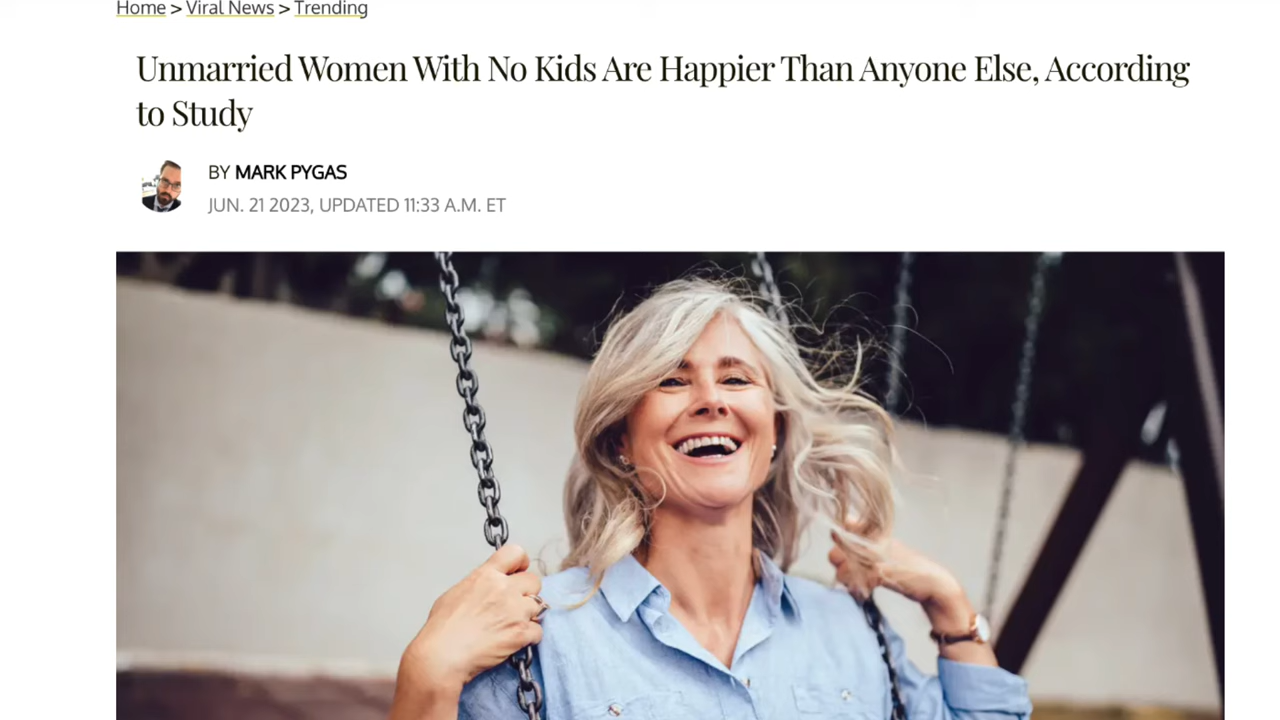 Home > Viral News > Trending
Unmarried Women With No Kids Are Happier Than Anyone Else, According
to Study
BY MARK PYGAS
JUN. 21 2023, UPDATED 11:33 A.M. ET